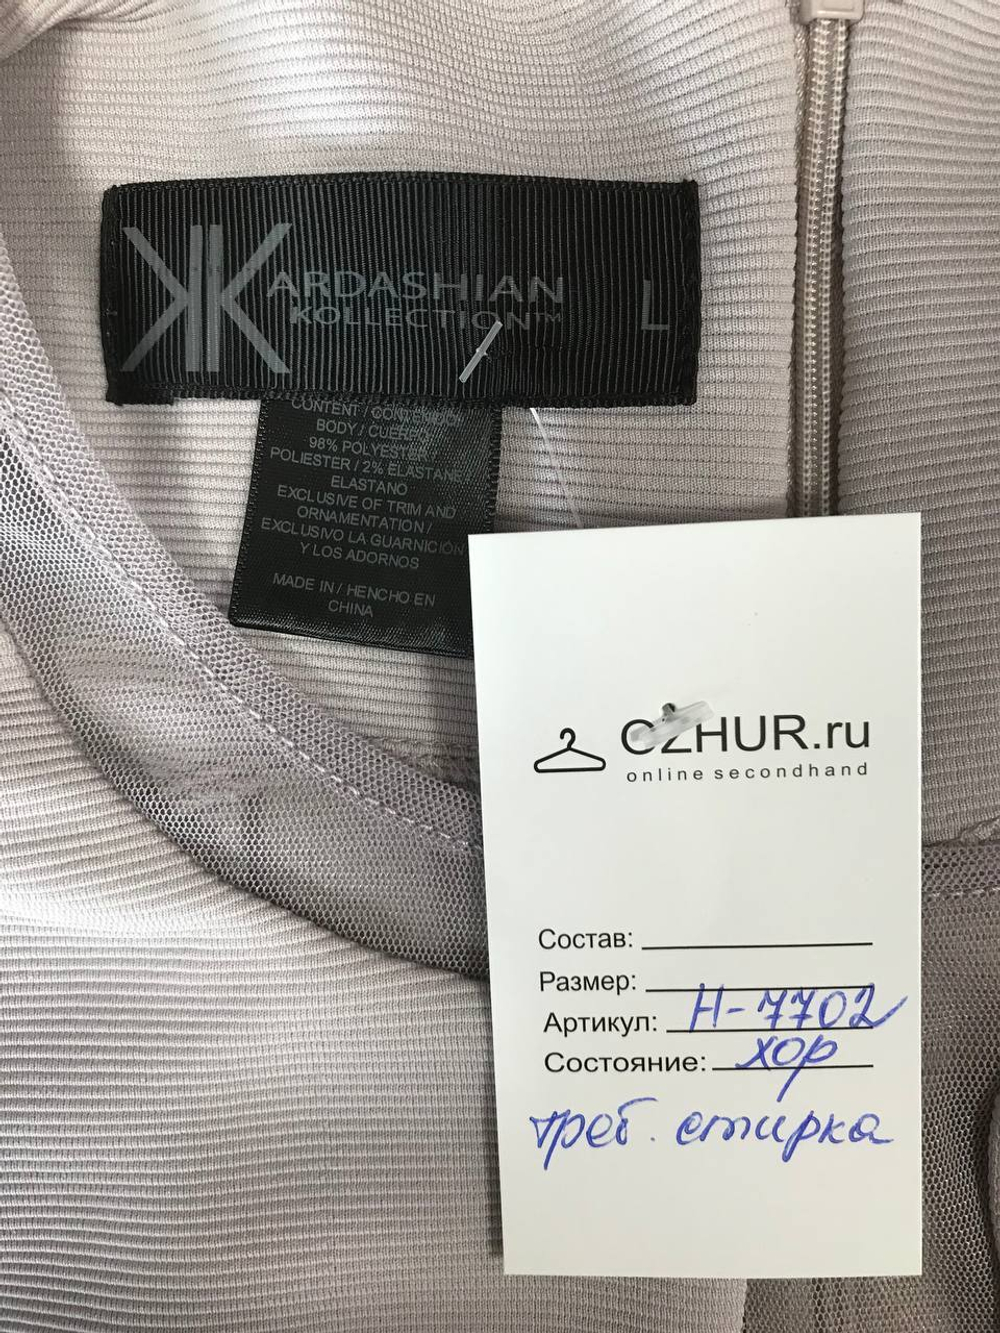 KARDASHIAN
KOLLECTION™
L
CONTENT / CONTENIDO
BODY / CUERPO
98% POLYESTER
POLIESTER / 2% ELASTANE
ELASTANO
EXCLUSIVE OF TRIM AND
ORNAMENTATION /
EXCLUSIVO LA GUARNICIÓN
Y LOS ADORNOS
MADE IN / HENCHO EN
CHINA
CZHUR.ru
online secondhand
Состав:
Размер:
Артикул: Н-7702
Состояние: хор
треб. стирка